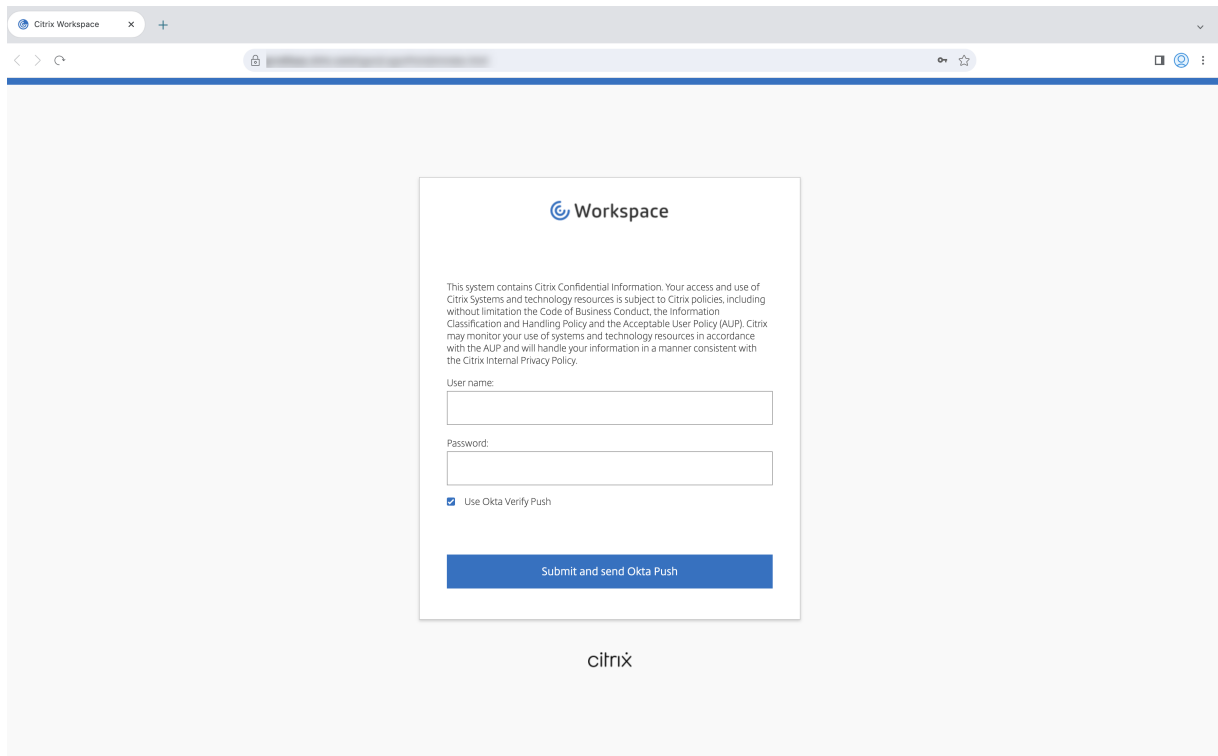 Citrix Workspace
Workspace
This system contains Citrix Confidential Information. Your access and use of
Citrix Systems and technology resources is subject to Citrix policies, including
without limitation the Code of Business Conduct, the Information
Classification and Handling Policy and the Acceptable User Policy (AUP). Citrix
may monitor your use of systems and technology resources in accordance
with the AUP and will handle your information in a manner consistent with
the Citrix Internal Privacy Policy.
User name:
Password:
Use Okta Verify Push
Submit and send Okta Push
citrix